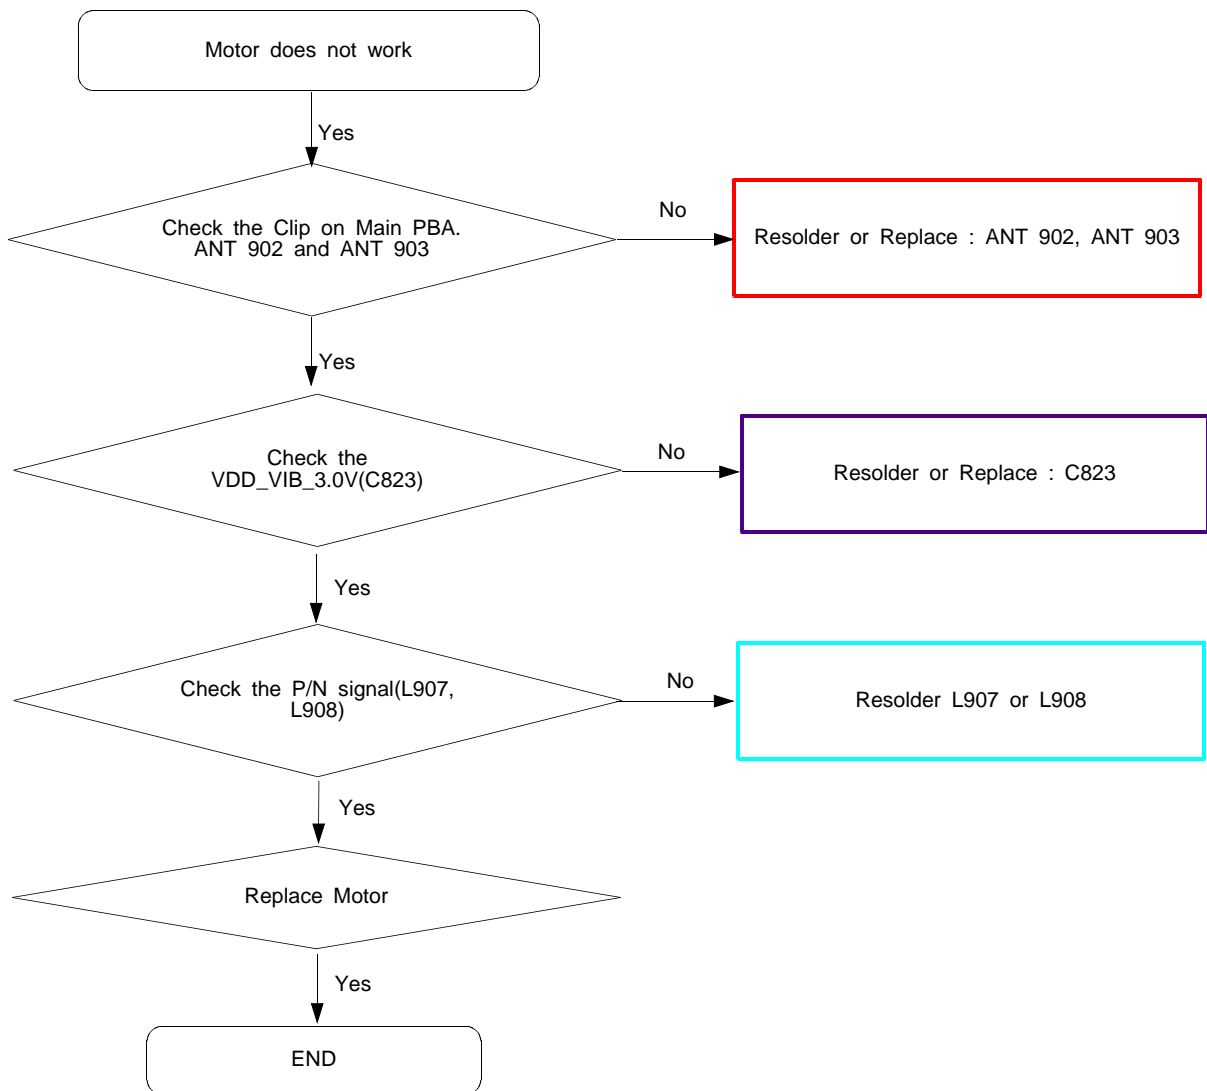 Motor does not work
Yes
Check the Clip on Main PBA.
ANT 902 and ANT 903
No
Resolder or Replace : ANT 902, ANT 903
Yes
Check the
VDD_VIB_3.0V(C823)
No
Resolder or Replace : C823
Yes
Check the P/N signal(L907,
L908)
No
Resolder L907 or L908
Yes
Replace Motor
Yes
END